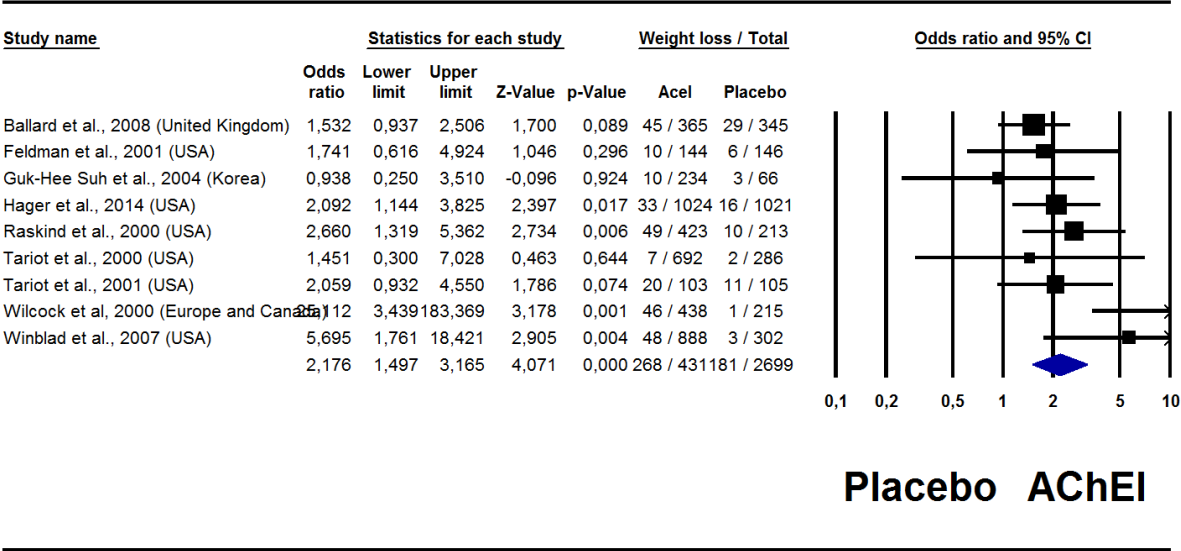 Study name Statistics for each study Weight loss / Total Odds ratio and 95% CI
Odds Lower Upper
ratio limit limit Z-Value p-Value Acel Placebo
Ballard et al., 2008 (United Kingdom) 1,532 0,937 2,506 1,700 0,089 45 / 365 29 / 345
Feldman et al., 2001 (USA) 1,741 0,616 4,924 1,046 0,296 10 / 144 6 / 146
Guk-Hee Suh et al., 2004 (Korea) 0,938 0,250 3,510 -0,096 0,924 10 / 234 3 / 66
Hager et al., 2014 (USA) 2,092 1,144 3,825 2,397 0,017 33 / 1024 16 / 1021
Raskind et al., 2000 (USA) 2,660 1,319 5,362 2,734 0,006 49 / 423 10 / 213
Tariot et al., 2000 (USA) 1,451 0,300 7,028 0,463 0,644 7 / 692 2 / 286
Tariot et al., 2001 (USA) 2,059 0,932 4,550 1,786 0,074 20 / 103 11 / 105
Wilcock et al, 2000 (Europe and Canada) 25,112 3,439 183,369 3,178 0,001 46 / 438 1 / 215
Winblad et al., 2007 (USA) 5,695 1,761 18,421 2,905 0,004 48 / 888 3 / 302
2,176 1,497 3,165 4,071 0,000 268 / 4311 81 / 2699
0,1 0,2 0,5 1 2 5 10
Placebo AChEI